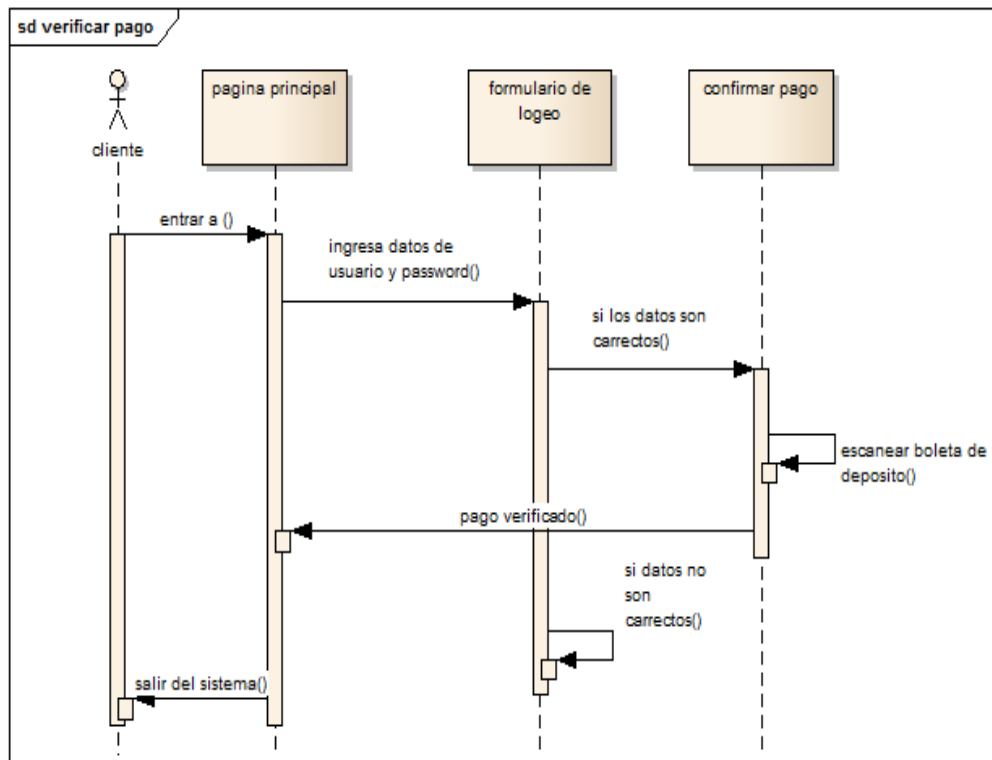 sd verificar pago
cliente
pagina principal
formulario de
logeo
confirmar pago
entrar a ()
ingresa datos de
usuario y password()
si los datos son
carrectos()
escanear boleta de
deposito()
pago verificado()
si datos no
son
carrectos()
salir del sistema()